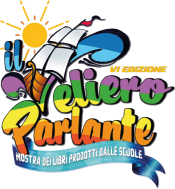 il
VI EDIZIONE
Veliero
Parlante
MOSTRA DEI LIBRI PRODOTTI DALLE SCUOLE